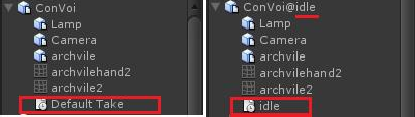 ConVoi
Lamp
Camera
archvile
archvilehand2
archvile2
Default Take
ConVoi@idle
Lamp
Camera
archvile
archvilehand2
archvile2
idle